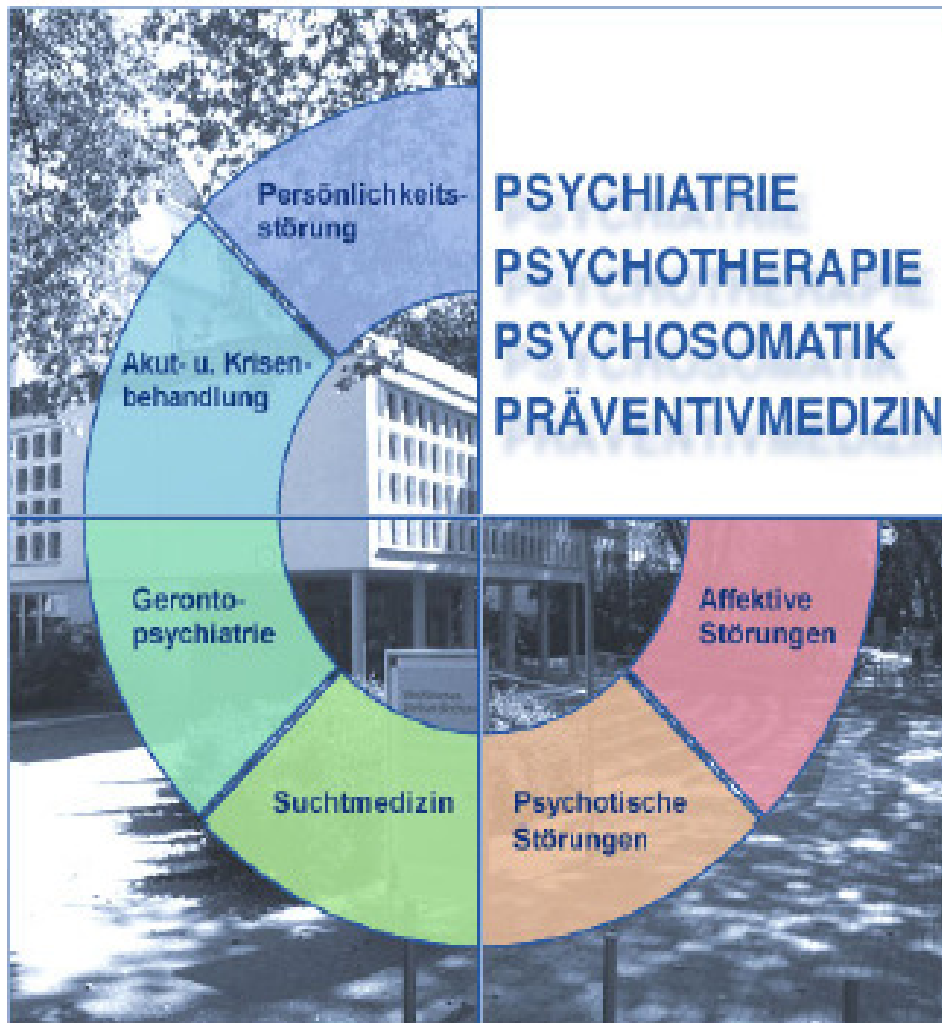 Persönlichkeits-
störung
PSYCHIATRIE
PSYCHOTHERAPIE
PSYCHOSOMATIK
PRÄVENTIVMEDIZIN
Akut- u. Krisen-
behandlung
Geronto-
psychiatrie
Affektive
Störungen
Suchtmedizin
Psychotische
Störungen